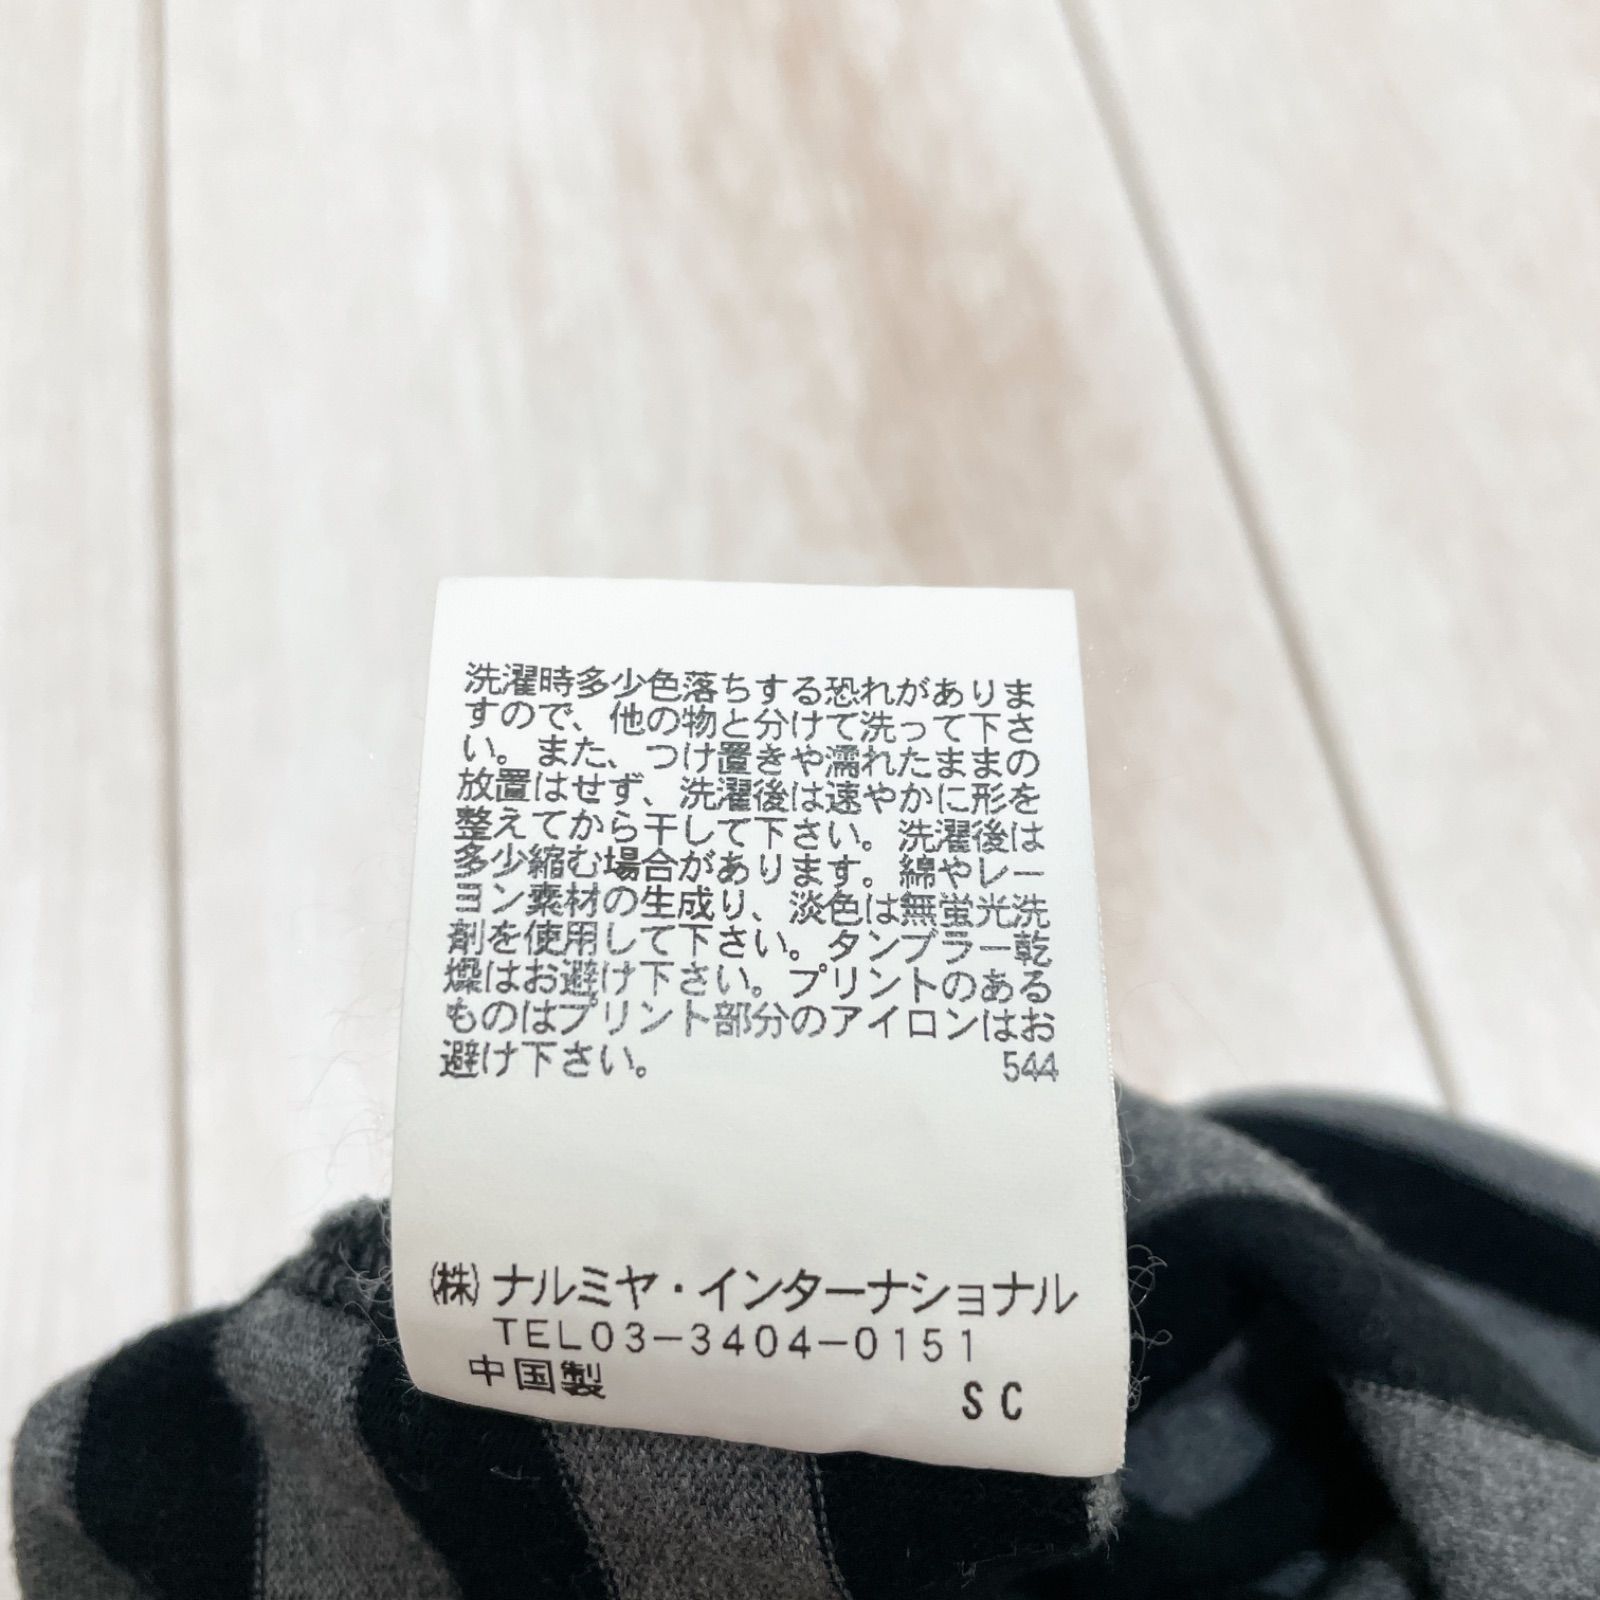 洗濯時多少色落ちする恐れがありま
すので、他の物と分けて洗って下さ
い。また、つけ置きや濡れたままの
放置はせず、洗濯後は速やかに形を
整えてから干して下さい。洗濯後は
多少縮む場合があります。綿やレー
ヨン素材の生成り、淡色は無蛍光洗
剤を使用して下さい。タンブラー乾
燥はお避け下さい。プリントのある
ものはプリント部分のアイロンはお
避け下さい。 544
㈱ナルミヤ・インターナショナル
TEL03-3404-0151
中国製 SC